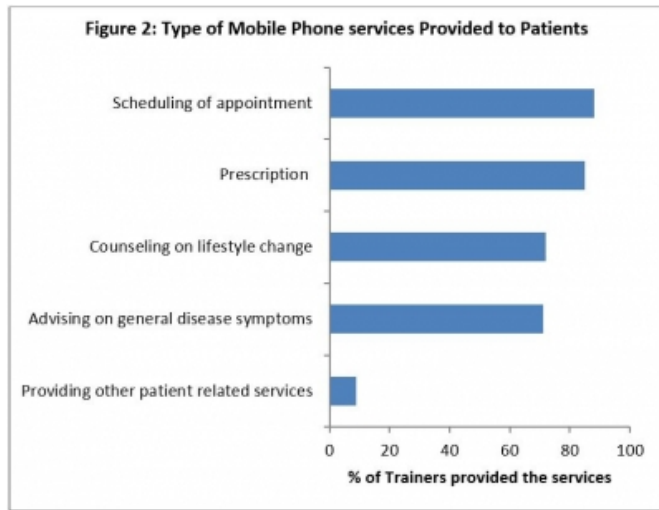 Figure 2: Type of Mobile Phone services Provided to Patients
Scheduling of appointment
Prescription
Counseling on lifestyle change
Advising on general disease symptoms
Providing other patient related services
0 20 40 60 80 100
% of Trainers provided the services